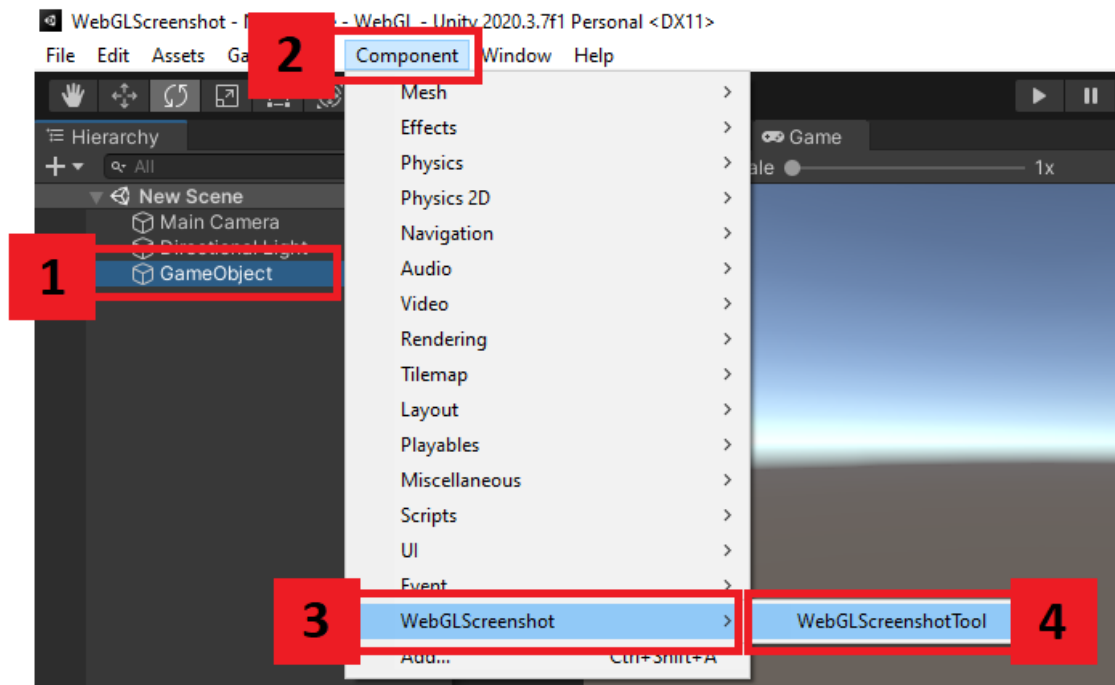 WebGLScreenshot - - WebGL - Unity 2020.3.7f1 Personal <DX11>
File Edit Assets 2 Component Window Help
Hierarchy
All
New Scene
Main Camera
Directional Light
1 GameObject
Mesh
Effects
Physics
Physics 2D
Navigation
Audio
Video
Rendering
Tilemap
Layout
Playables
Miscellaneous
Scripts
UI
Event
3 WebGLScreenshot
4 WebGLScreenshotTool
Add... Ctrl+Shift+A
Game
1x